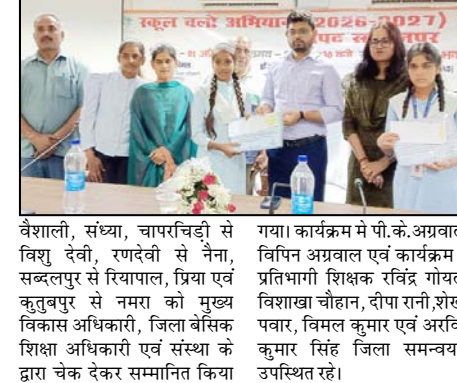 स्कूल चलो अभियान (2026-2027)
वैशाली, संध्या, चापरचिड़ी से
विशु देवी, रणदेवी से नैना,
सब्दलपुर से रियापाल, प्रिया एवं
कुतुबपुर से नमरा को मुख्य
विकास अधिकारी, जिला बेसिक
शिक्षा अधिकारी एवं संस्था के
द्वारा चेक देकर सम्मानित किया
गया। कार्यक्रम मे पी.के.अग्रवाल
विपिन अग्रवाल एवं कार्यक्रम
प्रतिभागी शिक्षक रविंद्र गोयल
विशाखा चौहान, दीपा रानी,
पवार, विमल कुमार एवं
कुमार सिंह जिला समन्वय
उपस्थित रहे।